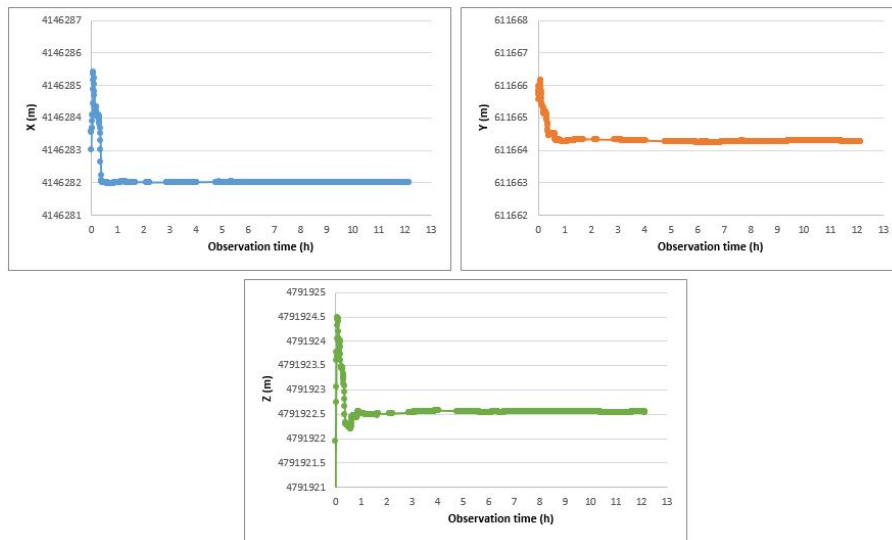 4146287
4146286
4146285
4146284
4146283
4146282
4146281
X (m)
0 1 2 3 4 5 6 7 8 9 10 11 12 13
Observation time (h)
611668
611667
611666
611665
611664
611663
611662
Y (m)
0 1 2 3 4 5 6 7 8 9 10 11 12 13
Observation time (h)
4791925
4791924.5
4791924
4791923.5
4791923
4791922.5
4791922
4791921.5
4791921
Z (m)
0 1 2 3 4 5 6 7 8 9 10 11 12 13
Observation time (h)